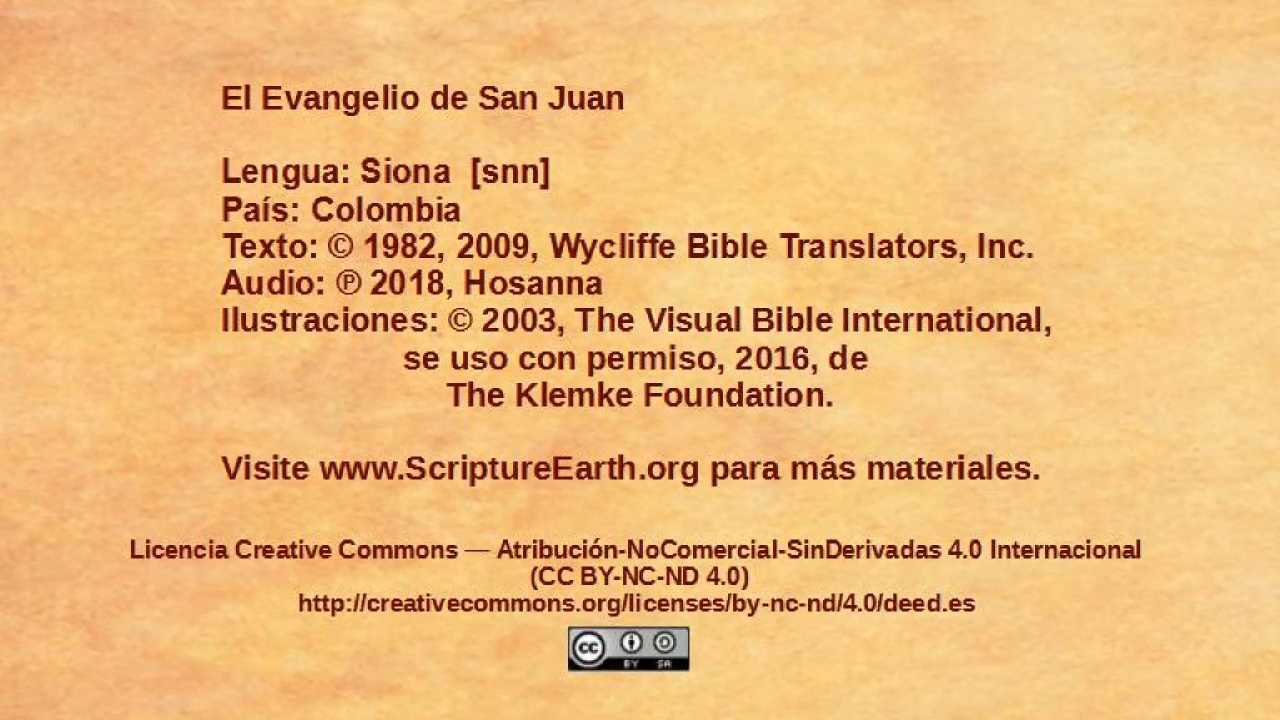 El Evangelio de San Juan
Lengua: Siona [snn]
País: Colombia
Texto: © 1982, 2009, Wycliffe Bible Translators, Inc.
Audio: ℗ 2018, Hosanna
Ilustraciones: © 2003, The Visual Bible International,
se uso con permiso, 2016, de
The Klemke Foundation.
Visite www.ScriptureEarth.org para más materiales.
Licencia Creative Commons — Atribución-NoComercial-SinDerivadas 4.0 Internacional
(CC BY-NC-ND 4.0)
http://creativecommons.org/licenses/by-nc-nd/4.0/deed.es
cc BY SA